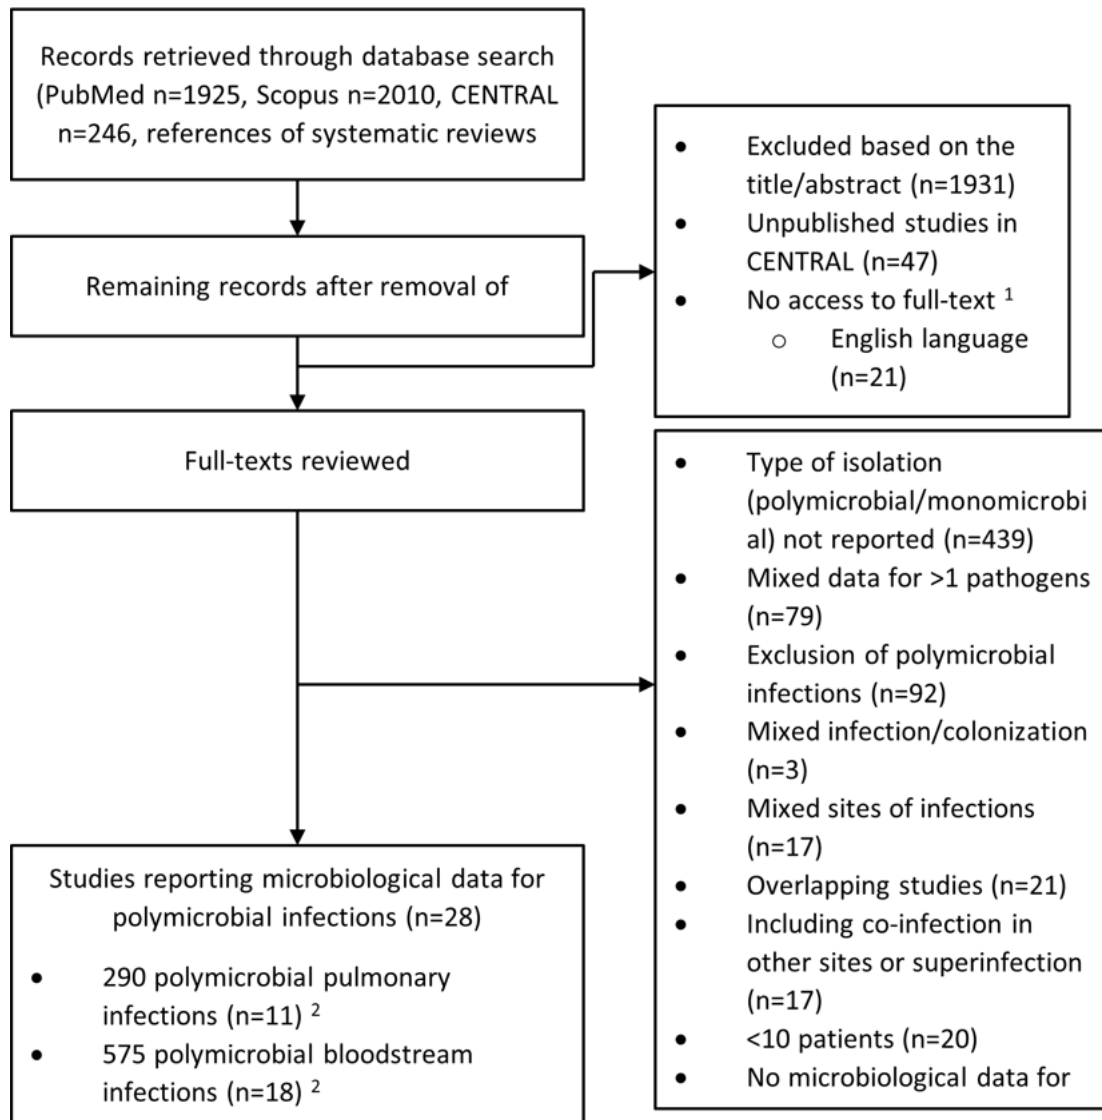 Records retrieved through database search
(PubMed n=1925, Scopus n=2010, CENTRAL
n=246, references of systematic reviews
• Excluded based on the
title/abstract (n=1931)
• Unpublished studies in
CENTRAL (n=47)
• No access to full-text 1
o English language
(n=21)
Remaining records after removal of
Full-texts reviewed
• Type of isolation
(polymicrobial/monomicrobi
al) not reported (n=439)
• Mixed data for >1 pathogens
(n=79)
• Exclusion of polymicrobial
infections (n=92)
• Mixed infection/colonization
(n=3)
• Mixed sites of infections
(n=17)
• Overlapping studies (n=21)
• Including co-infection in
other sites or superinfection
(n=17)
• <10 patients (n=20)
• No microbiological data for
Studies reporting microbiological data for
polymicrobial infections (n=28)
• 290 polymicrobial pulmonary
infections (n=11) 2
• 575 polymicrobial bloodstream
infections (n=18) 2